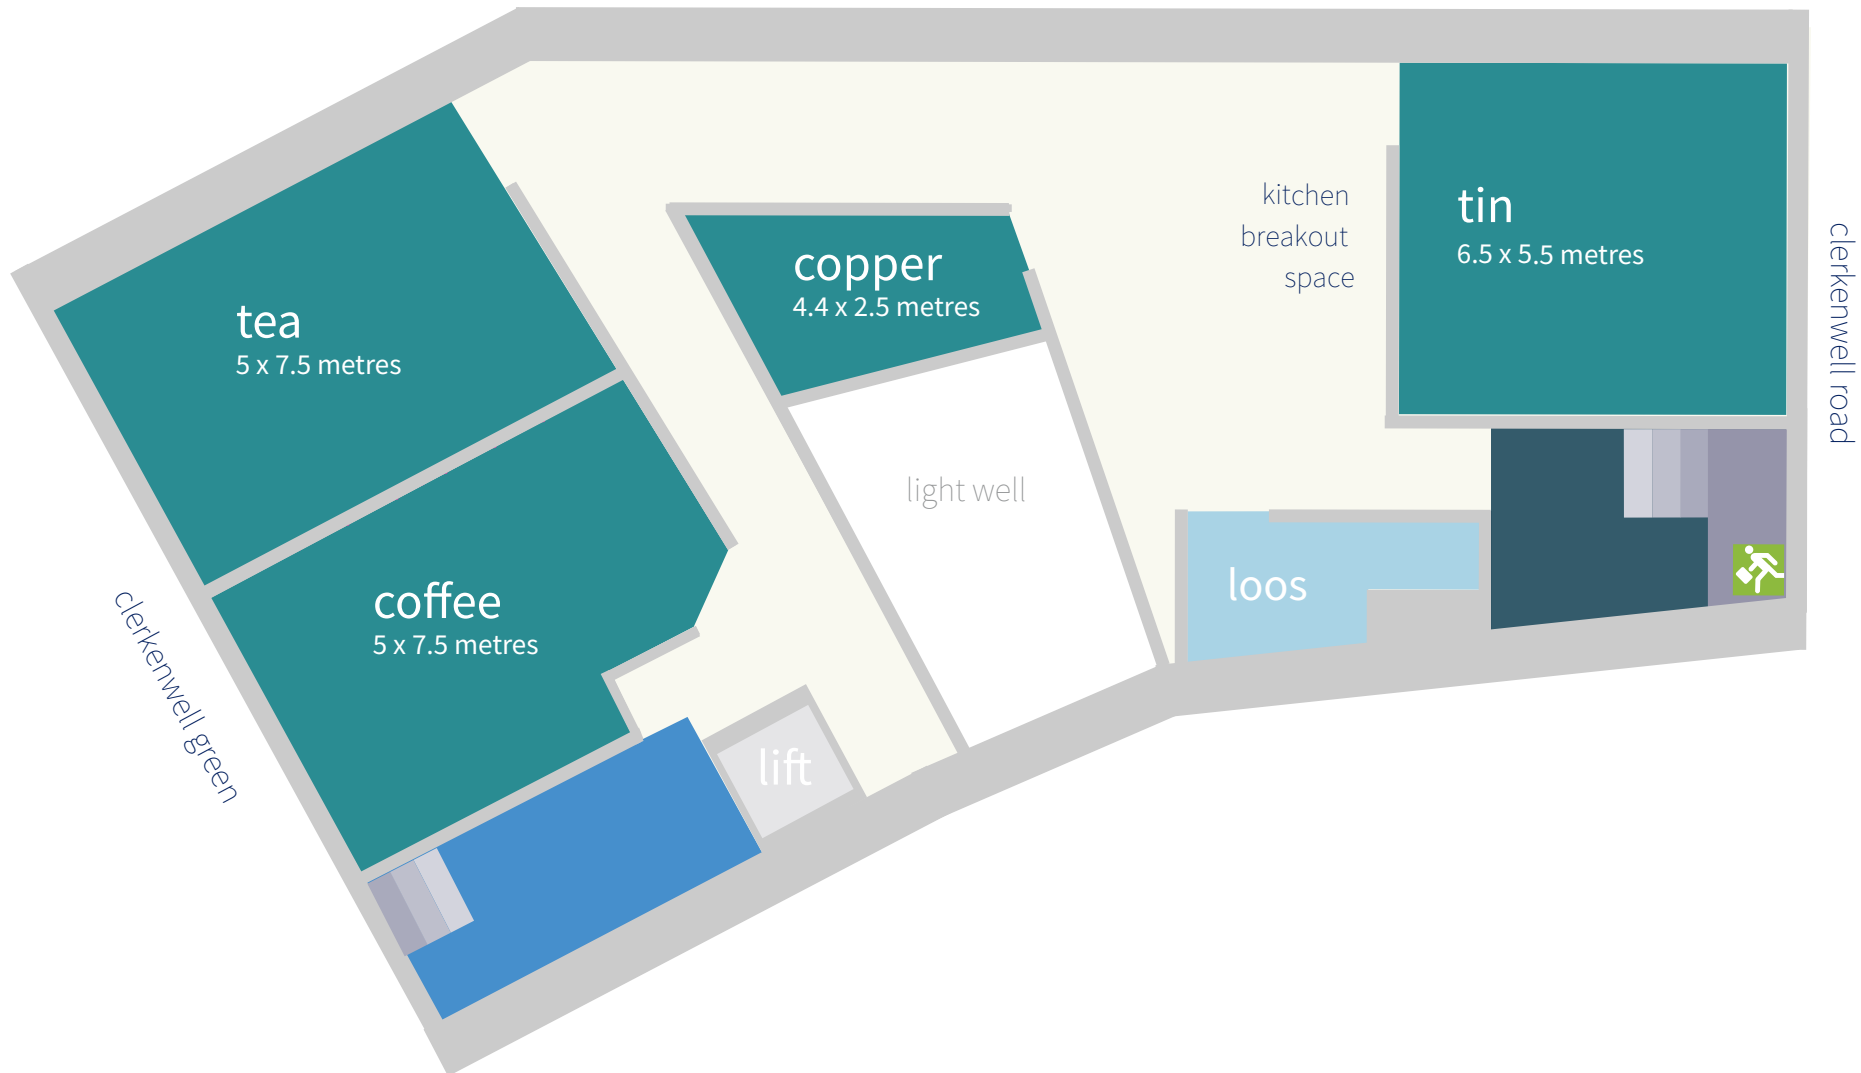 tea
5 x 7.5 metres
coffee
5 x 7.5 metres
clerkenwell green
lift
copper
4.4 x 2.5 metres
light well
kitchen
breakout
space
loos
tin
6.5 x 5.5 metres
clerkenwell road